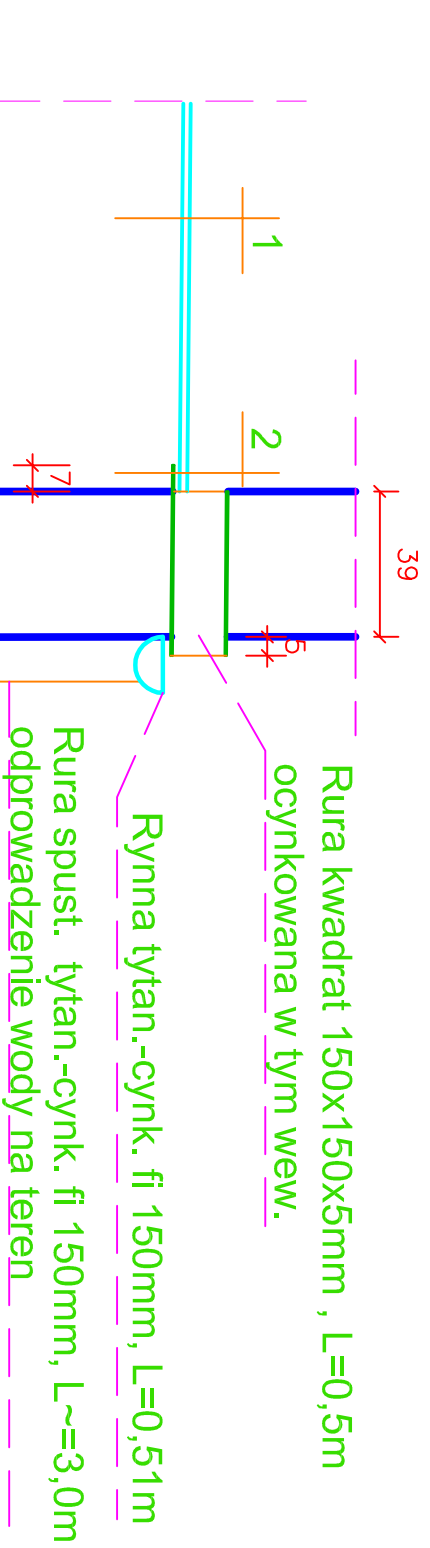 1
2
7
39
5
Rura kwadrat 150x150x5mm , L=0,5m
ocynkowana w tym wew.
Rynna tytan.-cynk. fi 150mm, L=0,51m
Rura spust. tytan.-cynk. fi 150mm, L~=3,0m
odprowadzenie wody na teren